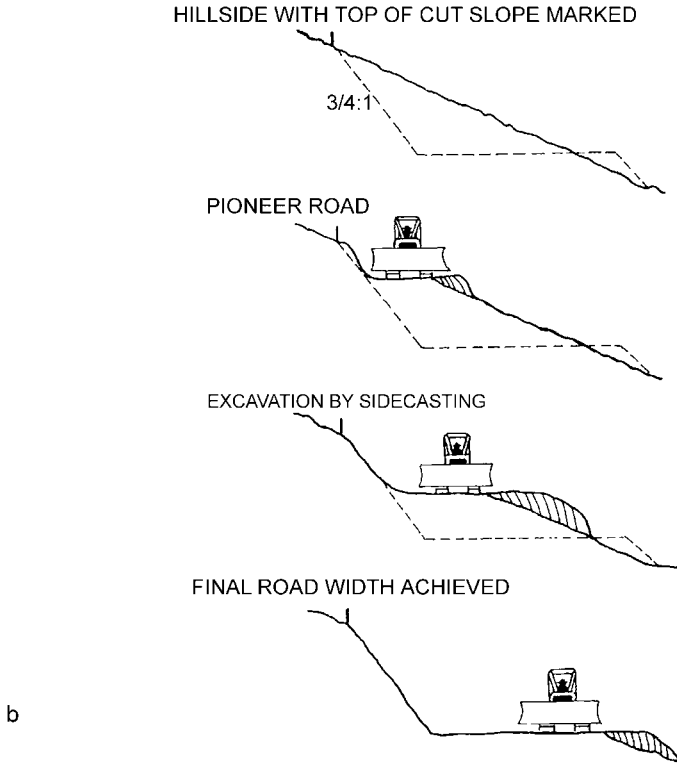 HILLSIDE WITH TOP OF CUT SLOPE MARKED
3/4:1
PIONEER ROAD
EXCAVATION BY SIDECASTING
FINAL ROAD WIDTH ACHIEVED
b